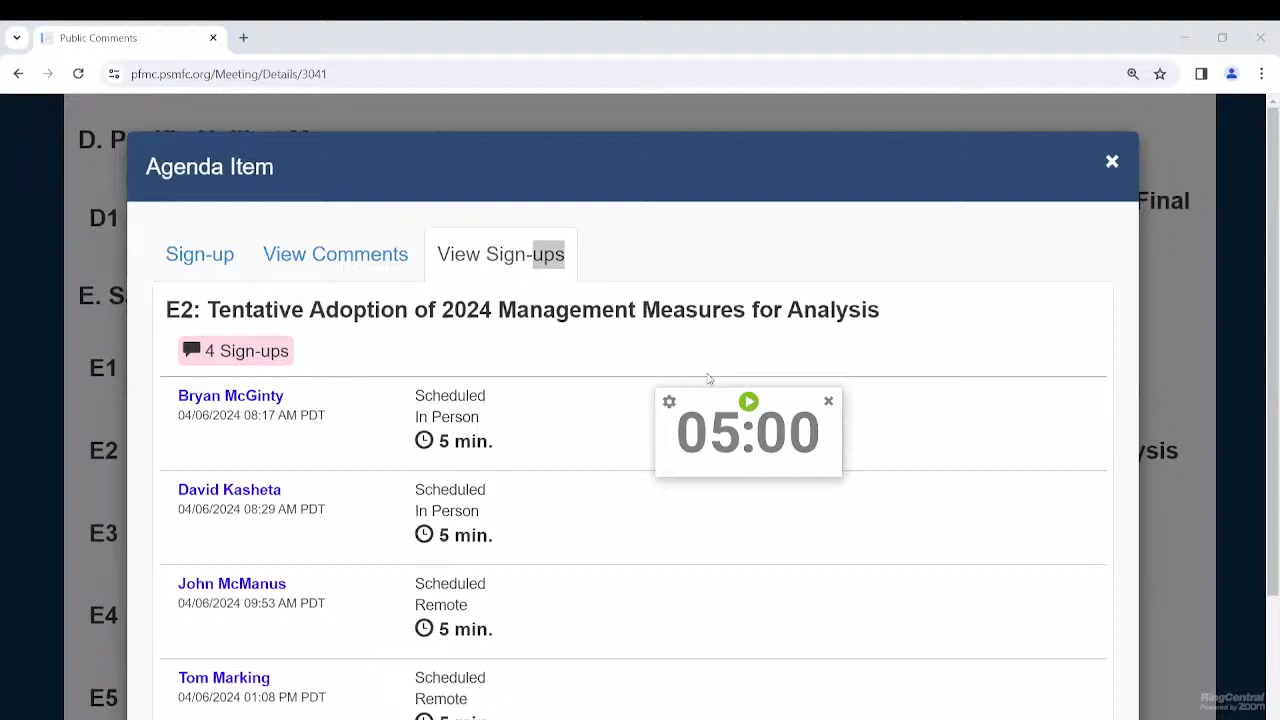 Public Comments
pfmc.psmfc.org/Meeting/Details/3041
D. P
Agenda Item
D1
Final
Sign-up
View Comments
View Sign-ups
E. S
E2: Tentative Adoption of 2024 Management Measures for Analysis
4 Sign-ups
E1
Bryan McGinty
Scheduled
04/06/2024 08:17 AM PDT
In Person
5 min.
05:00
E2
ysis
David Kasheta
Scheduled
04/06/2024 08:29 AM PDT
In Person
5 min.
E3
John McManus
Scheduled
04/06/2024 09:53 AM PDT
Remote
5 min.
E4
Tom Marking
Scheduled
04/06/2024 01:08 PM PDT
Remote
E5
RingCentral
Powered by zoom